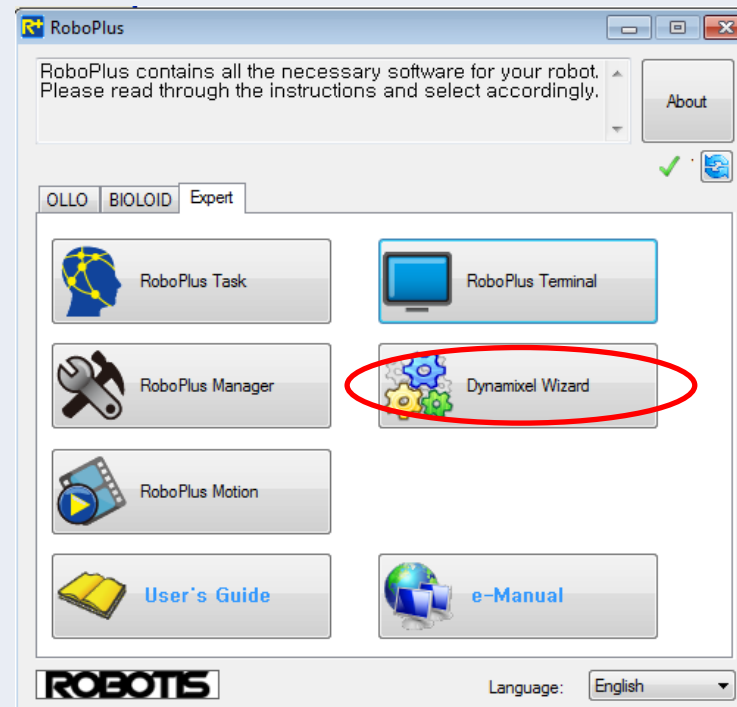 RoboPlus
RoboPlus contains all the necessary software for your robot.
Please read through the instructions and select accordingly.
About
OLLO BIOLOID Expert
RoboPlus Task
RoboPlus Terminal
RoboPlus Manager
Dynamixel Wizard
RoboPlus Motion
User's Guide
e-Manual
ROBOTIS
Language: English